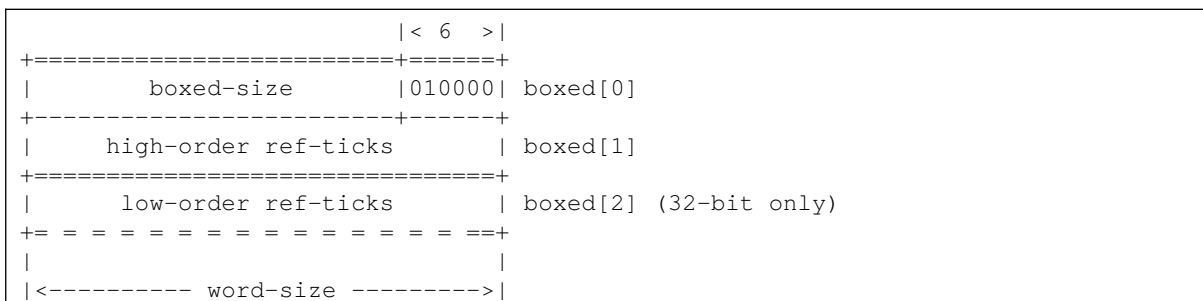 |< 6  >|
+=========================+======+
|        boxed-size       |010000| boxed[0]
+-------------------------+------+
|     high-order ref-ticks       | boxed[1]
+================================+
|      low-order ref-ticks       | boxed[2] (32-bit only)
+= = = = = = = = = = = = = = = ==+
|                                |
|<---------- word-size --------->|